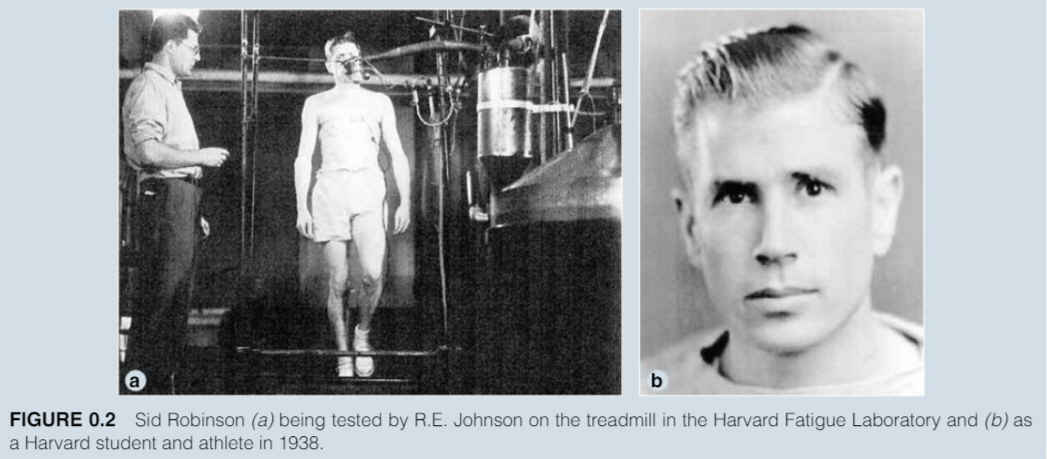 a
b
FIGURE 0.2 Sid Robinson (a) being tested by R.E. Johnson on the treadmill in the Harvard Fatigue Laboratory and (b) as
a Harvard student and athlete in 1938.